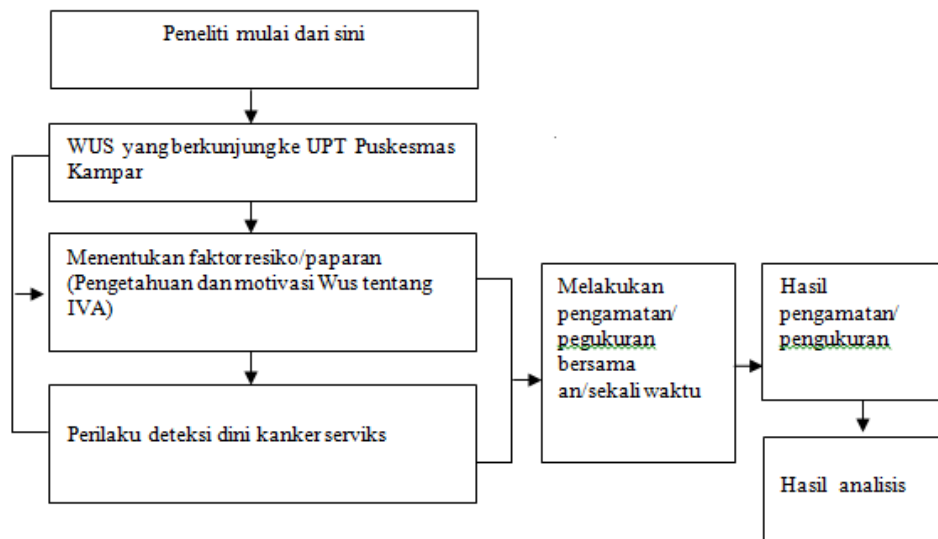 Peneliti mulai dari sini
WUS yang berkunjung ke UPT Puskesmas
Kampar
Menentukan faktor resiko/paparan
(Pengetahuan dan motivasi Wus tentang
IVA)
Perilaku deteksi dini kanker serviks
Melakukan
pengamatan/
pegukuran
bersama
an/sekali waktu
Hasil
pengamatan/
pengukuran
Hasil analisis